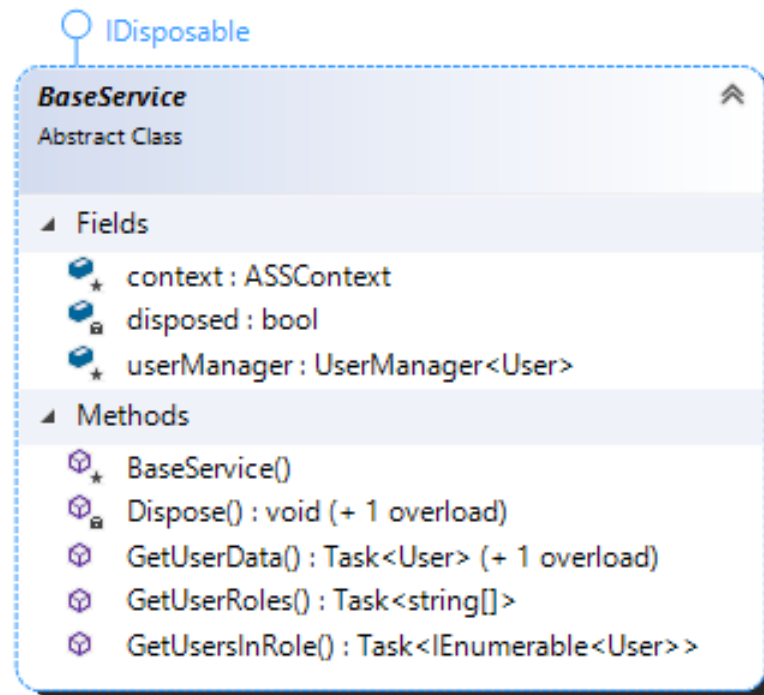 IDisposable
BaseService
Abstract Class
Fields
context : ASSContext
disposed : bool
userManager : UserManager<User>
Methods
BaseService()
Dispose() : void (+ 1 overload)
GetUserData() : Task<User> (+ 1 overload)
GetUserRoles() : Task<string[]>
GetUsersInRole() : Task<IEnumerable<User>>